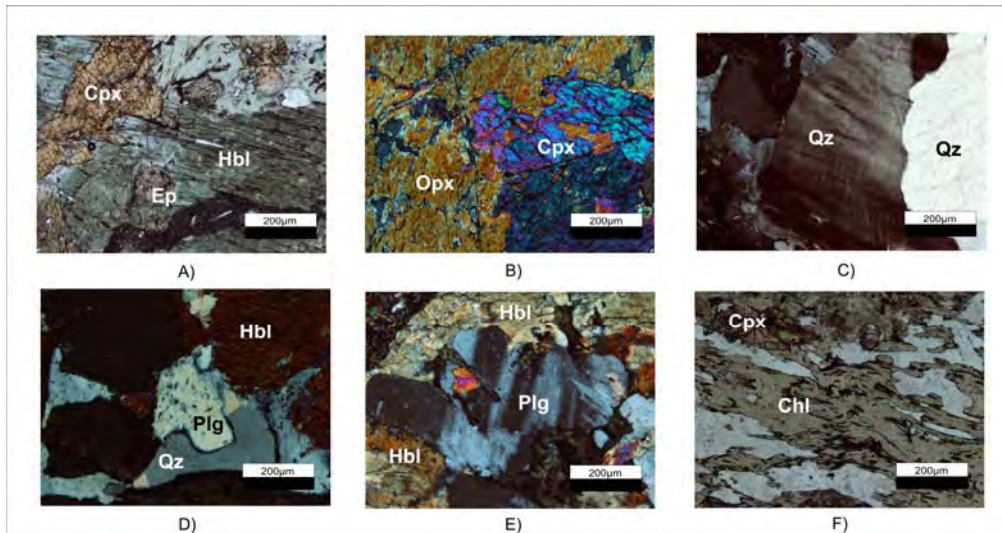 Cpx
Hbl
Ep
200µm
A)
Opx
Cpx
200µm
B)
Qz
Qz
200µm
C)
Hbl
Plg
Qz
200µm
D)
Hbl
Plg
Hbl
200µm
E)
Cpx
Chl
200µm
F)